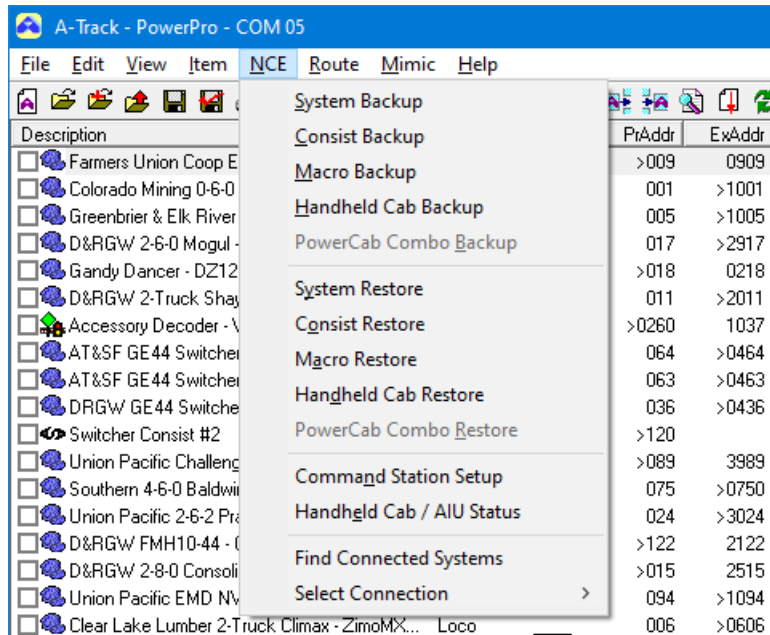 A-Track - PowerPro - COM 05
File Edit View Item NCE Route Mimic Help
Description PrAddr ExAddr
System Backup
Consist Backup
Macro Backup
Handheld Cab Backup
PowerCab Combo Backup
System Restore
Consist Restore
Macro Restore
Handheld Cab Restore
PowerCab Combo Restore
Command Station Setup
Handheld Cab / AIU Status
Find Connected Systems
Select Connection >
Farmers Union Coop E >009 0909
Colorado Mining 0-6-0 001 >1001
Greenbrier & Elk River 005 >1005
D&RGW 2-6-0 Mogul - 017 >2917
Gandy Dancer - DZ12 >018 0218
D&RGW 2-Truck Shay 011 >2011
Accessory Decoder - >0260 1037
AT&SF GE44 Switcher 064 >0464
AT&SF GE44 Switcher 063 >0463
DRGW GE44 Switche 036 >0436
Switcher Consist #2 >120
Union Pacific Challeng >089 3989
Southern 4-6-0 Baldwi 075 >0750
Union Pacific 2-6-2 Pra 024 >3024
D&RGW FMH10-44 - >122 2122
D&RGW 2-8-0 Consoli >015 2515
Union Pacific EMD NV 094 >1094
Clear Lake Lumber 2-Truck Climax - ZimoMX... Loco 006 >0606